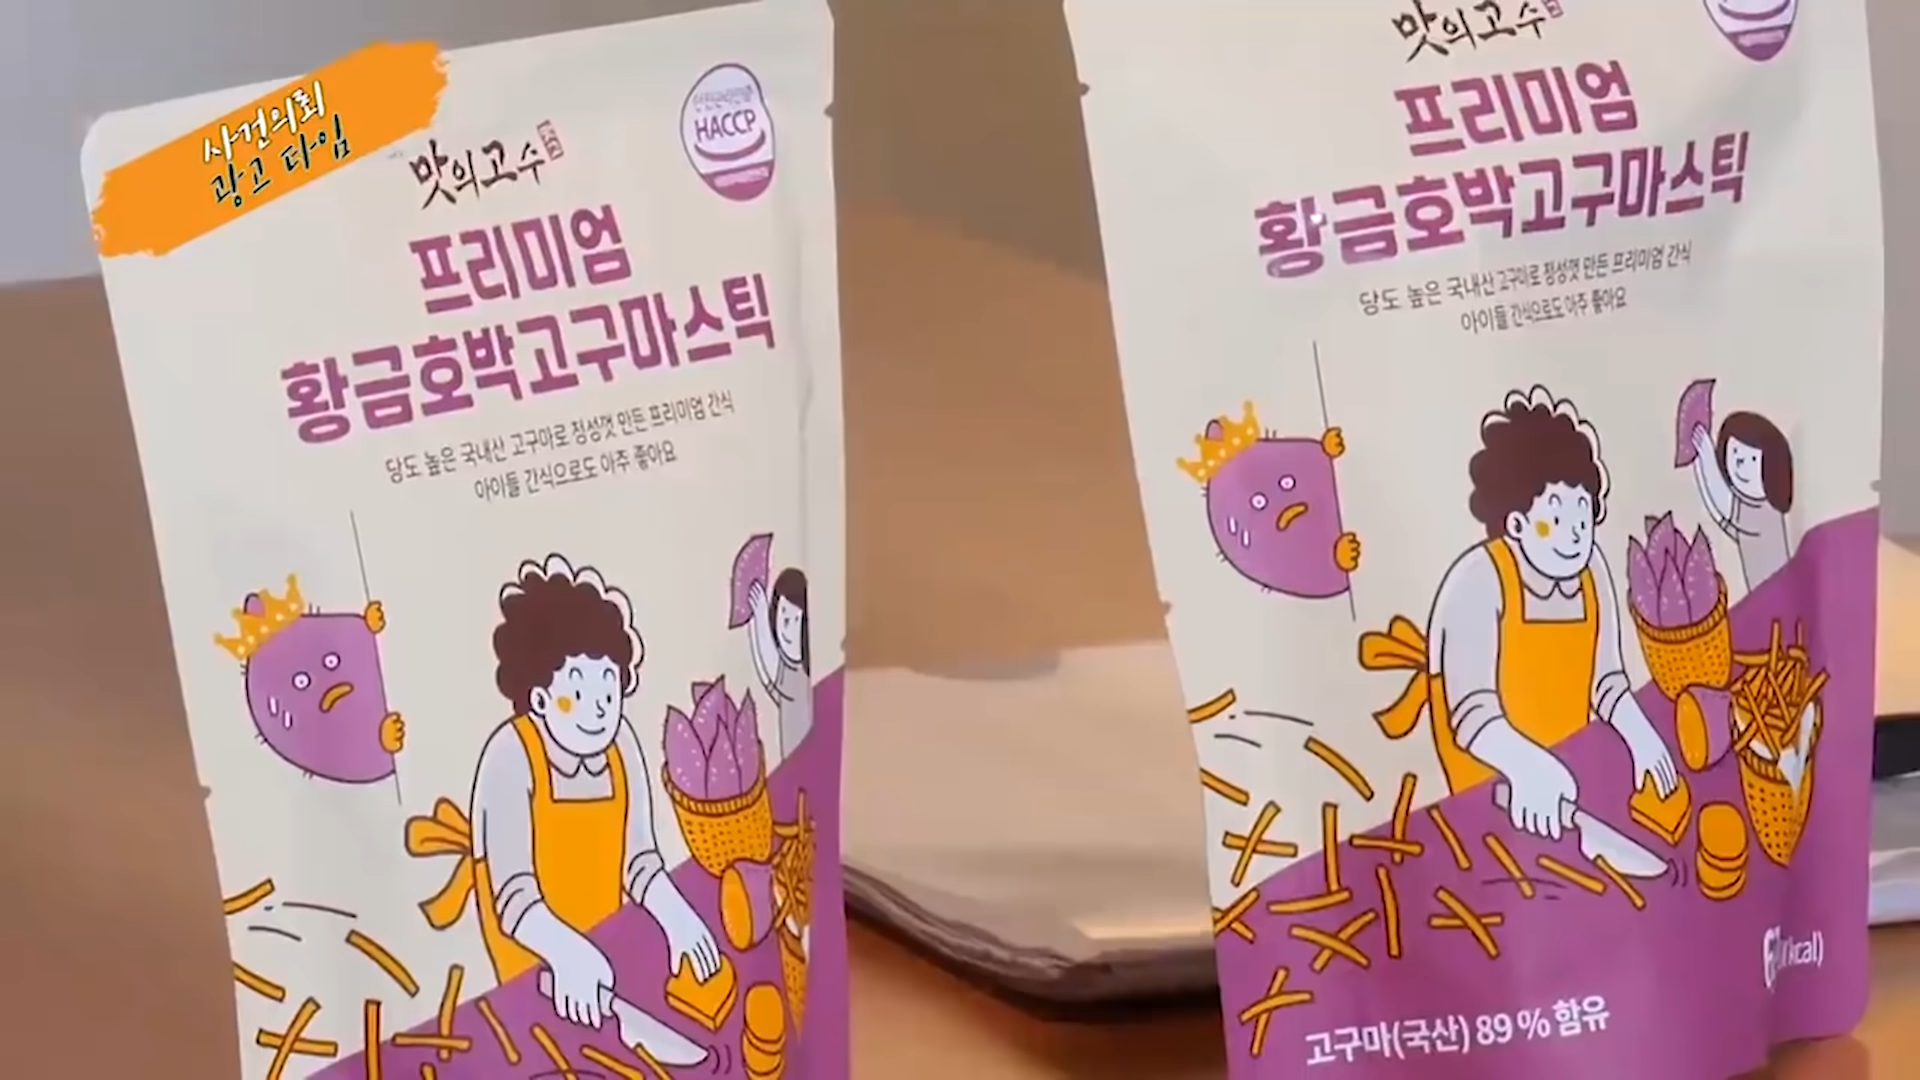 사건의뢰
광고 타임
맛의고수
HACCP
프리미엄
황금호박고구마스틱
당도 높은 국내산 고구마로 정성껏 만든 프리미엄 간식
아이들 간식으로도 아주 좋아요
맛의고수
프리미엄
황금호박고구마스틱
당도 높은 국내산 고구마로 정성껏 만든 프리미엄 간식
아이들 간식으로도 아주 좋아요
kcal)
고구마(국산) 89 % 함유